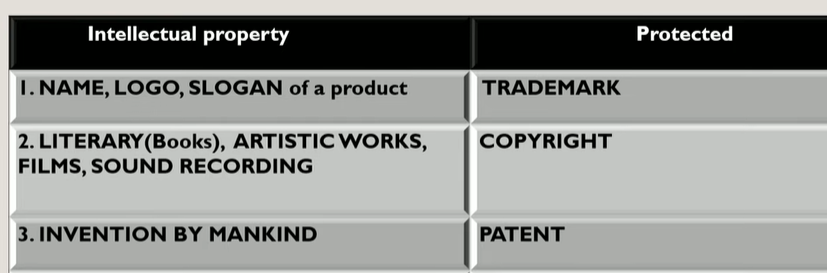 Intellectual property Protected
1. NAME, LOGO, SLOGAN of a product TRADEMARK
2. LITERARY(Books), ARTISTIC WORKS, COPYRIGHT
FILMS, SOUND RECORDING
3. INVENTION BY MANKIND PATENT